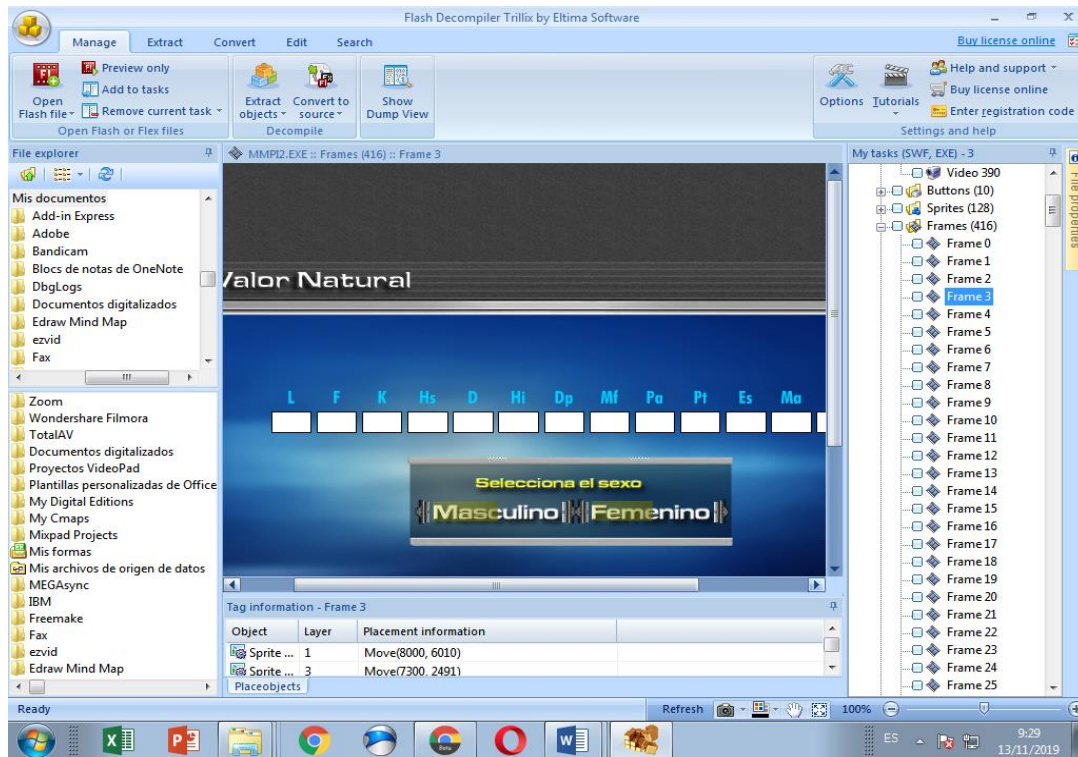 Flash Decompiler Trillix by Eltima Software
Manage Extract Convert Edit Search
Buy license online
Open Flash file
Preview only
Add to tasks
Remove current task
Open Flash or Flex files
Extract objects
Convert to source
Decompile
Show Dump View
Options
Tutorials
Help and support
Buy license online
Enter registration code
Settings and help
File explorer
Mis documentos
Add-in Express
Adobe
Bandicam
Blocs de notas de OneNote
DbgLogs
Documentos digitalizados
Edraw Mind Map
ezvid
Fax
Zoom
Wondershare Filmora
TotalAV
Documentos digitalizados
Proyectos VideoPad
Plantillas personalizadas de Office
My Digital Editions
My Cmaps
Mixpad Projects
Mis formas
Mis archivos de origen de datos
MEGAsync
IBM
Freemake
Fax
ezvid
Edraw Mind Map
MMPI2.EXE :: Frames (416) :: Frame 3
Valor Natural
L F K Hs D Hi Dp Mf Pa Pt Es Ma
Selecciona el sexo
Masculino Femenino
Tag information - Frame 3
Object Layer Placement information
Sprite ... 1 Move(8000, 6010)
Sprite ... 3 Move(7300, 2491)
Placeobjects
My tasks (SWF, EXE) - 3
Video 390
Buttons (10)
Sprites (128)
Frames (416)
Frame 0
Frame 1
Frame 2
Frame 3
Frame 4
Frame 5
Frame 6
Frame 7
Frame 8
Frame 9
Frame 10
Frame 11
Frame 12
Frame 13
Frame 14
Frame 15
Frame 16
Frame 17
Frame 18
Frame 19
Frame 20
Frame 21
Frame 22
Frame 23
Frame 24
Frame 25
File properties
Ready
Refresh
100%
Beta
ES
9:29
13/11/2019